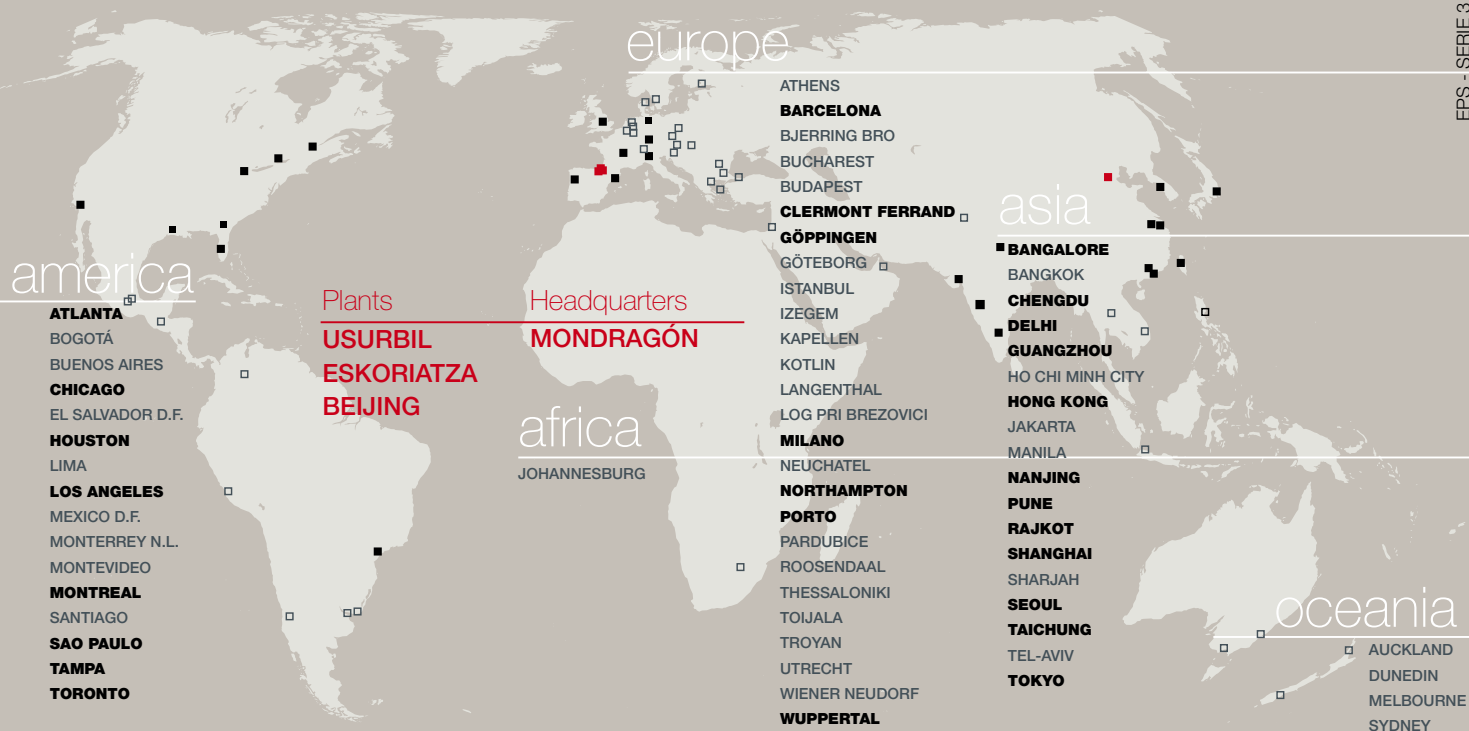 EPS - SERIE 3
europe
ATHENS
BARCELONA
BJERRING BRO
BUCHAREST
BUDAPEST
CLERMONT FERRAND
GÖPPINGEN
GÖTEBORG
ISTANBUL
IZEGEM
KAPELLEN
KOTLIN
LANGENTHAL
LOG PRI BREZOVICI
MILANO
NEUCHATEL
NORTHAMPTON
PORTO
PARDUBICE
ROOSENDAAL
THESSALONIKI
TOIJALA
TROYAN
UTRECHT
WIENER NEUDORF
WUPPERTAL
america
ATLANTA
BOGOTÁ
BUENOS AIRES
CHICAGO
EL SALVADOR D.F.
HOUSTON
LIMA
LOS ANGELES
MEXICO D.F.
MONTERREY N.L.
MONTEVIDEO
MONTREAL
SANTIAGO
SAO PAULO
TAMPA
TORONTO
Plants
USURBIL
ESKORIATZA
BEIJING
Headquarters
MONDRAGÓN
africa
JOHANNESBURG
asia
BANGALORE
BANGKOK
CHENGDU
DELHI
GUANGZHOU
HO CHI MINH CITY
HONG KONG
JAKARTA
MANILA
NANJING
PUNE
RAJKOT
SHANGHAI
SHARJAH
SEOUL
TAICHUNG
TEL-AVIV
TOKYO
oceania
AUCKLAND
DUNEDIN
MELBOURNE
SYDNEY